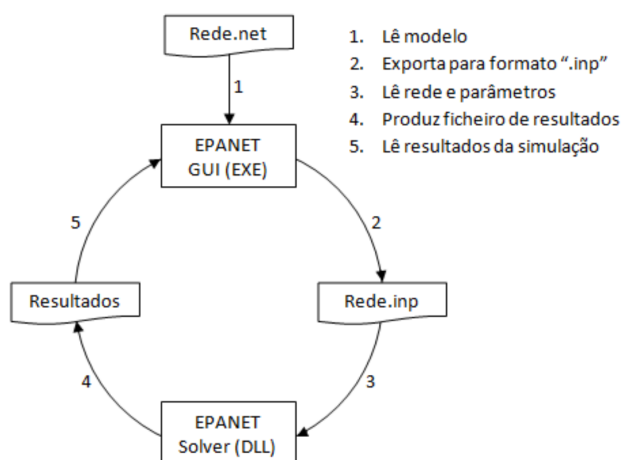 Rede.net
1. Lê modelo
2. Exporta para formato “.inp”
3. Lê rede e parâmetros
4. Produz ficheiro de resultados
5. Lê resultados da simulação
1
EPANET
GUI (EXE)
5
2
Resultados
Rede.inp
4
3
EPANET
Solver (DLL)